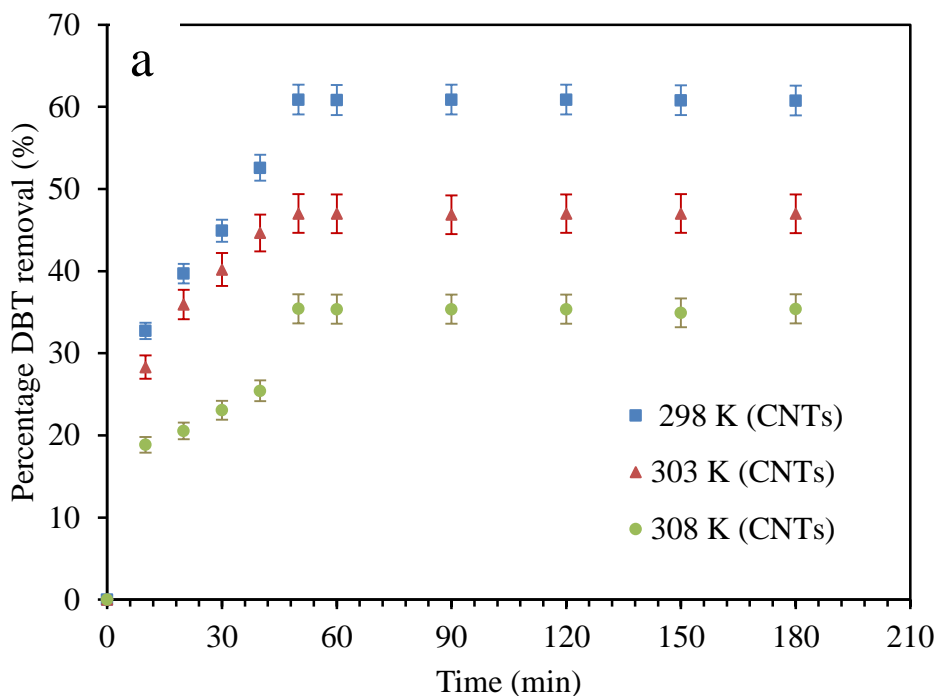 a
Percentage DBT removal (%)
70
60
50
40
30
20
10
0
298 K (CNTs)
303 K (CNTs)
308 K (CNTs)
0 30 60 90 120 150 180 210
Time (min)